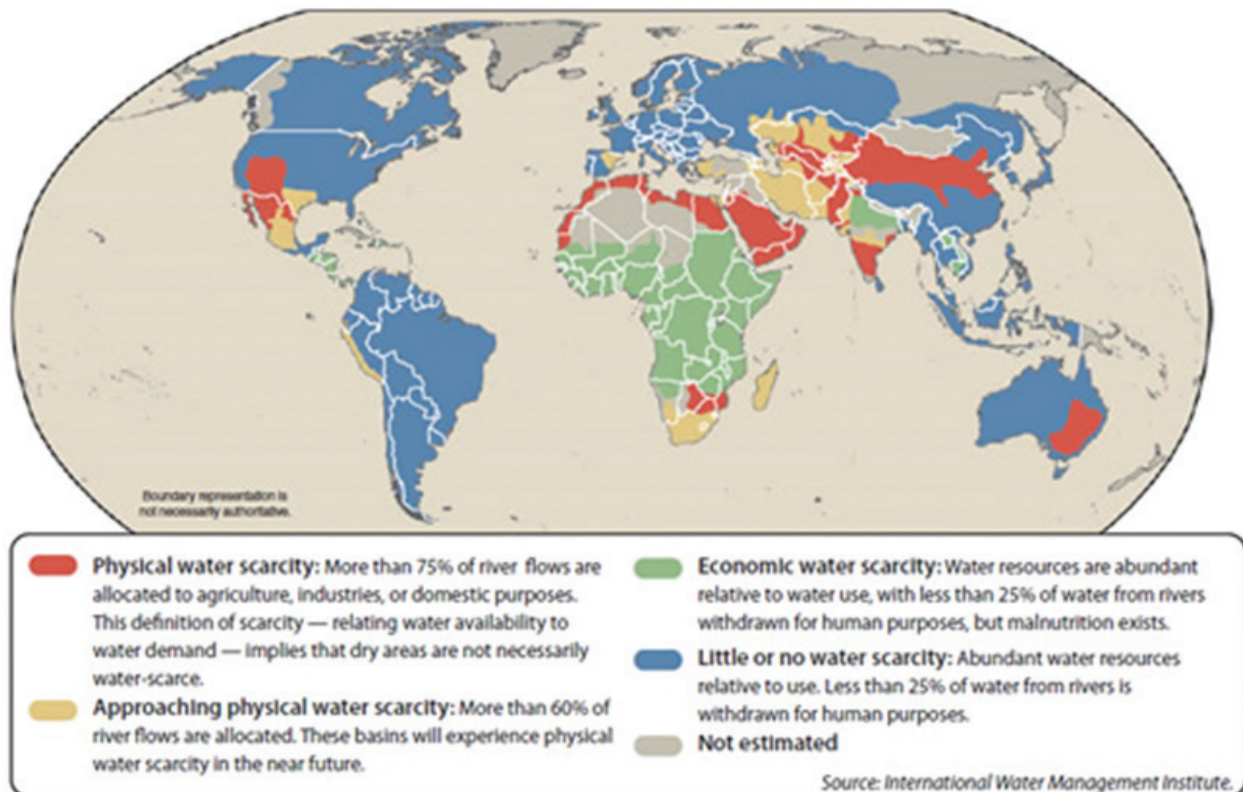 Boundary representation is
not necessarily authoritative.
Physical water scarcity: More than 75% of river flows are
allocated to agriculture, industries, or domestic purposes.
This definition of scarcity — relating water availability to
water demand — implies that dry areas are not necessarily
water-scarce.
Approaching physical water scarcity: More than 60% of
river flows are allocated. These basins will experience physical
water scarcity in the near future.
Economic water scarcity: Water resources are abundant
relative to water use, with less than 25% of water from rivers
withdrawn for human purposes, but malnutrition exists.
Little or no water scarcity: Abundant water resources
relative to use. Less than 25% of water from rivers is
withdrawn for human purposes.
Not estimated
Source: International Water Management Institute.